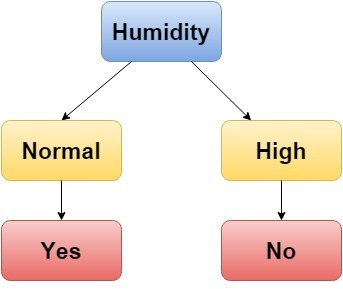 Humidity
Normal
High
Yes
No